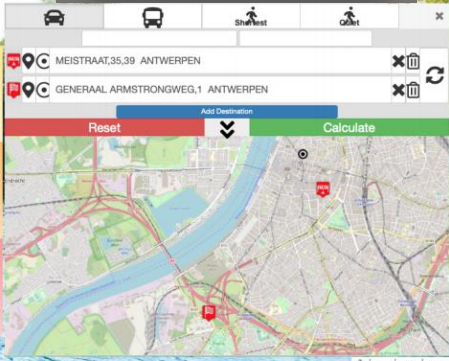 Shortest
Quiet
MEISTRAAT,35,39 ANTWERPEN
GENERAAL ARMSTRONGWEG,1 ANTWERPEN
Add Destination
Reset
Calculate